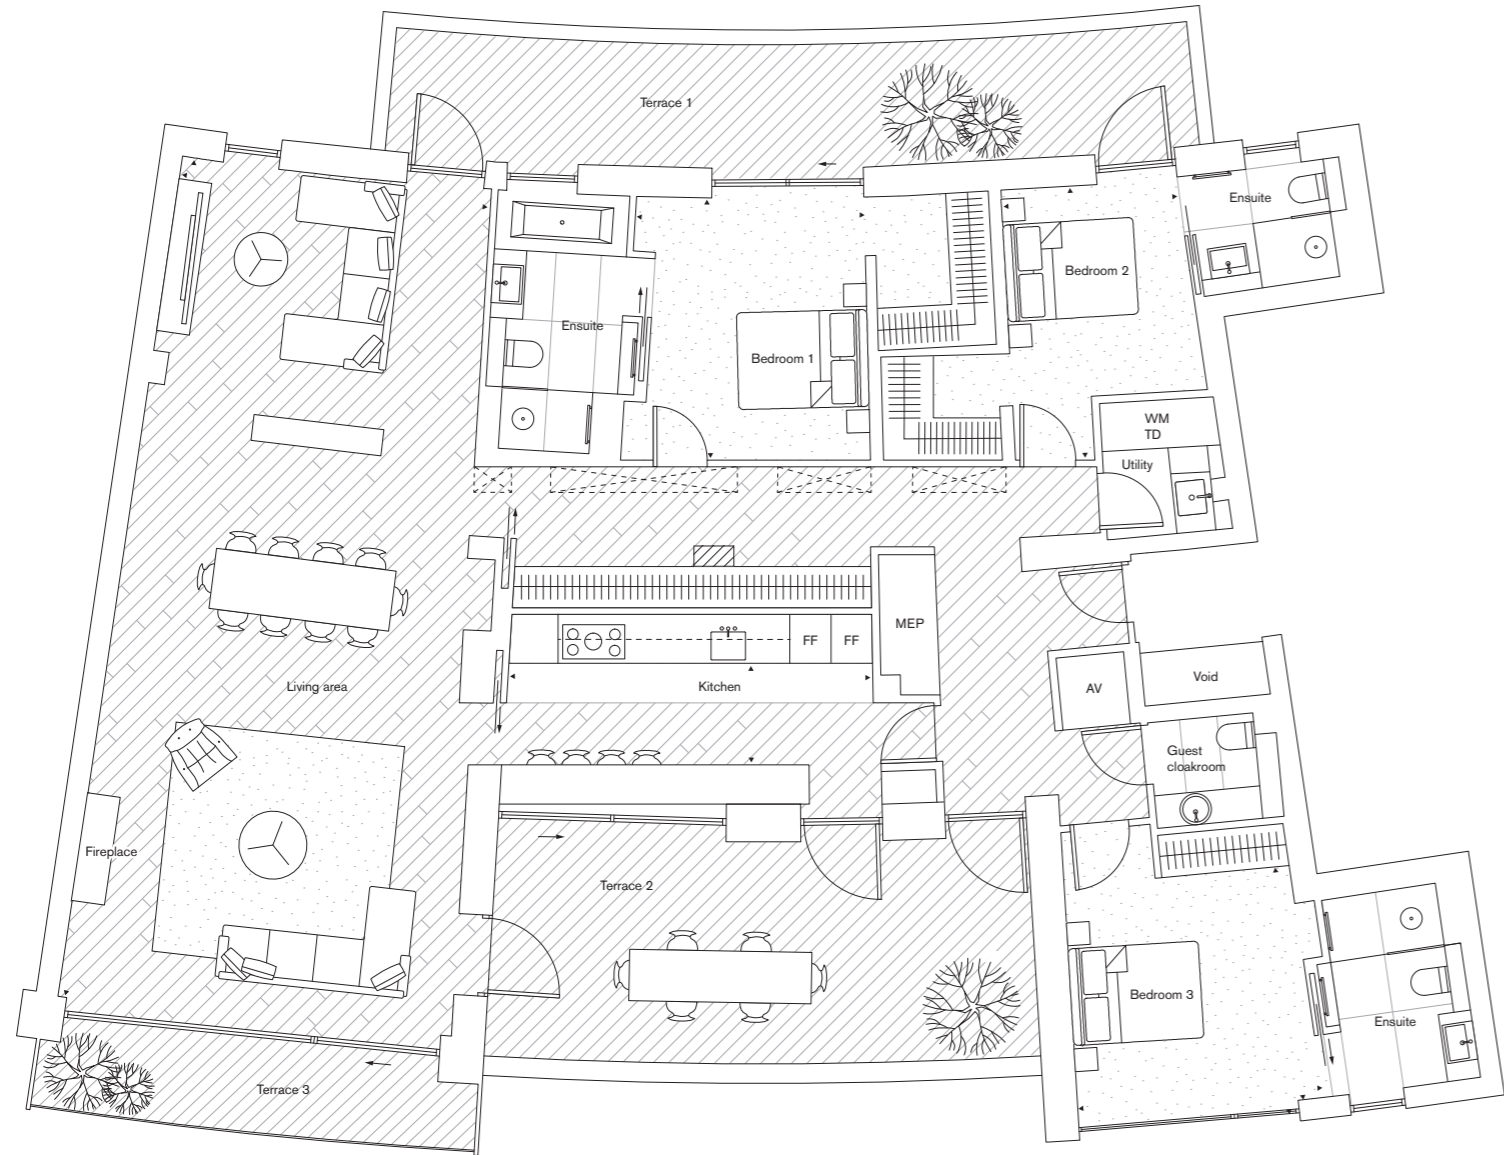 Terrace 1
Ensuite
Bedroom 2
Ensuite
Bedroom 1
WM
TD
Utility
FF
FF
MEP
Living area
Kitchen
AV
Void
Guest
cloakroom
Fireplace
Terrace 2
Bedroom 3
Ensuite
Terrace 3